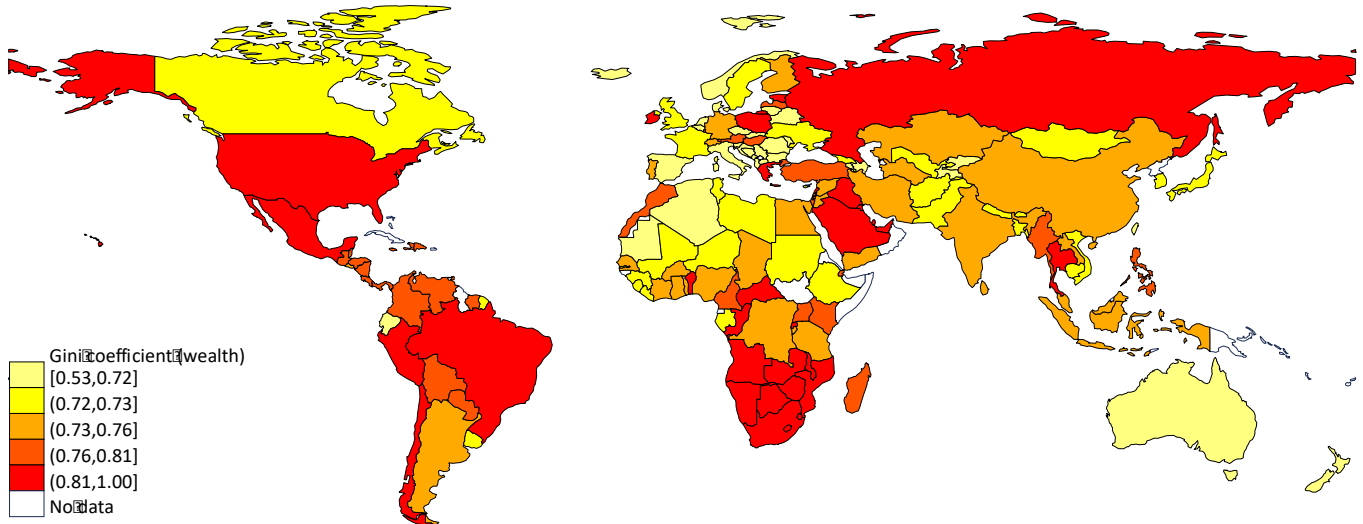 Gini coefficient (wealth)
[0.53,0.72]
(0.72,0.73]
(0.73,0.76]
(0.76,0.81]
(0.81,1.00]
No data